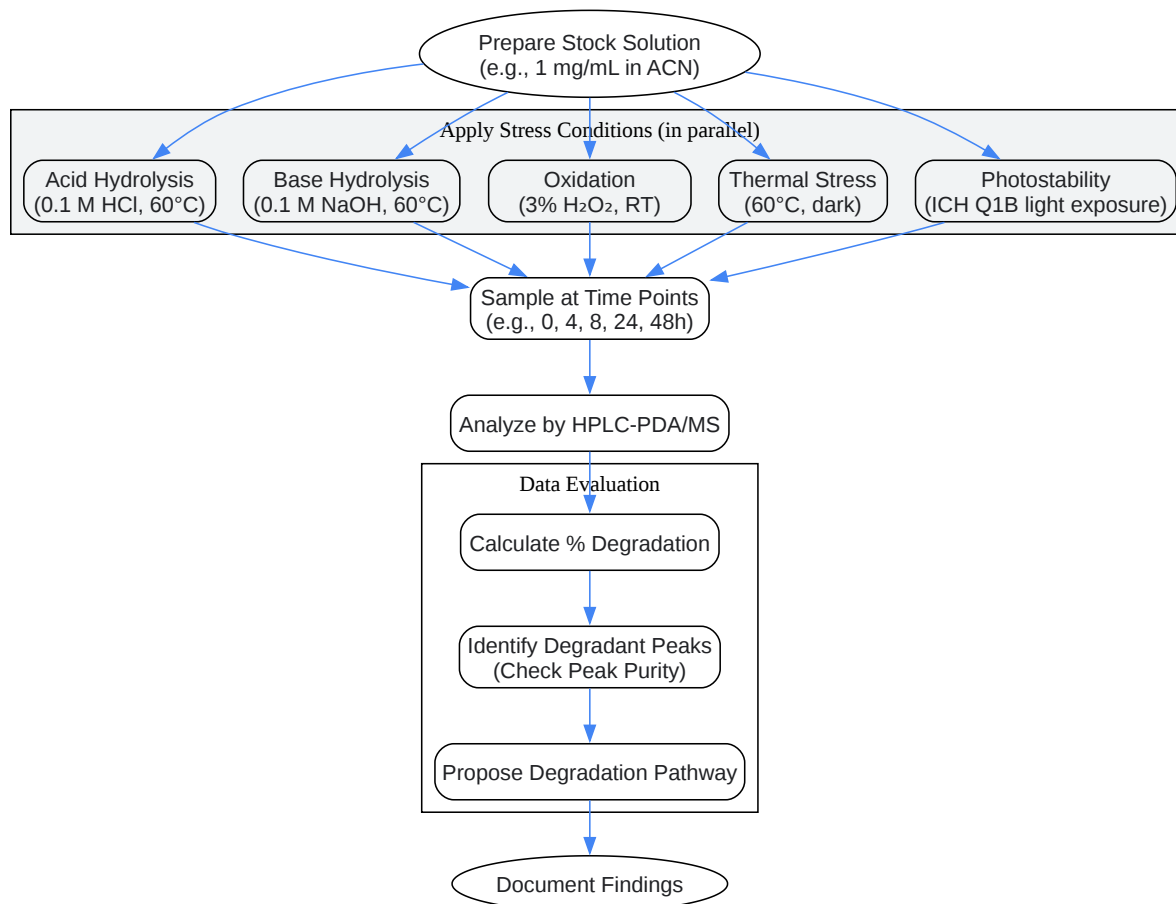 Prepare Stock Solution
(e.g., 1 mg/mL in ACN)
Apply Stress Conditions (in parallel)
Acid Hydrolysis
(0.1 M HCl, 60°C)
Base Hydrolysis
(0.1 M NaOH, 60°C)
Oxidation
(3% H₂O₂, RT)
Thermal Stress
(60°C, dark)
Photostability
(ICH Q1B light exposure)
Sample at Time Points
(e.g., 0, 4, 8, 24, 48h)
Analyze by HPLC-PDA/MS
Data Evaluation
Calculate % Degradation
Identify Degradant Peaks
(Check Peak Purity)
Propose Degradation Pathway
Document Findings